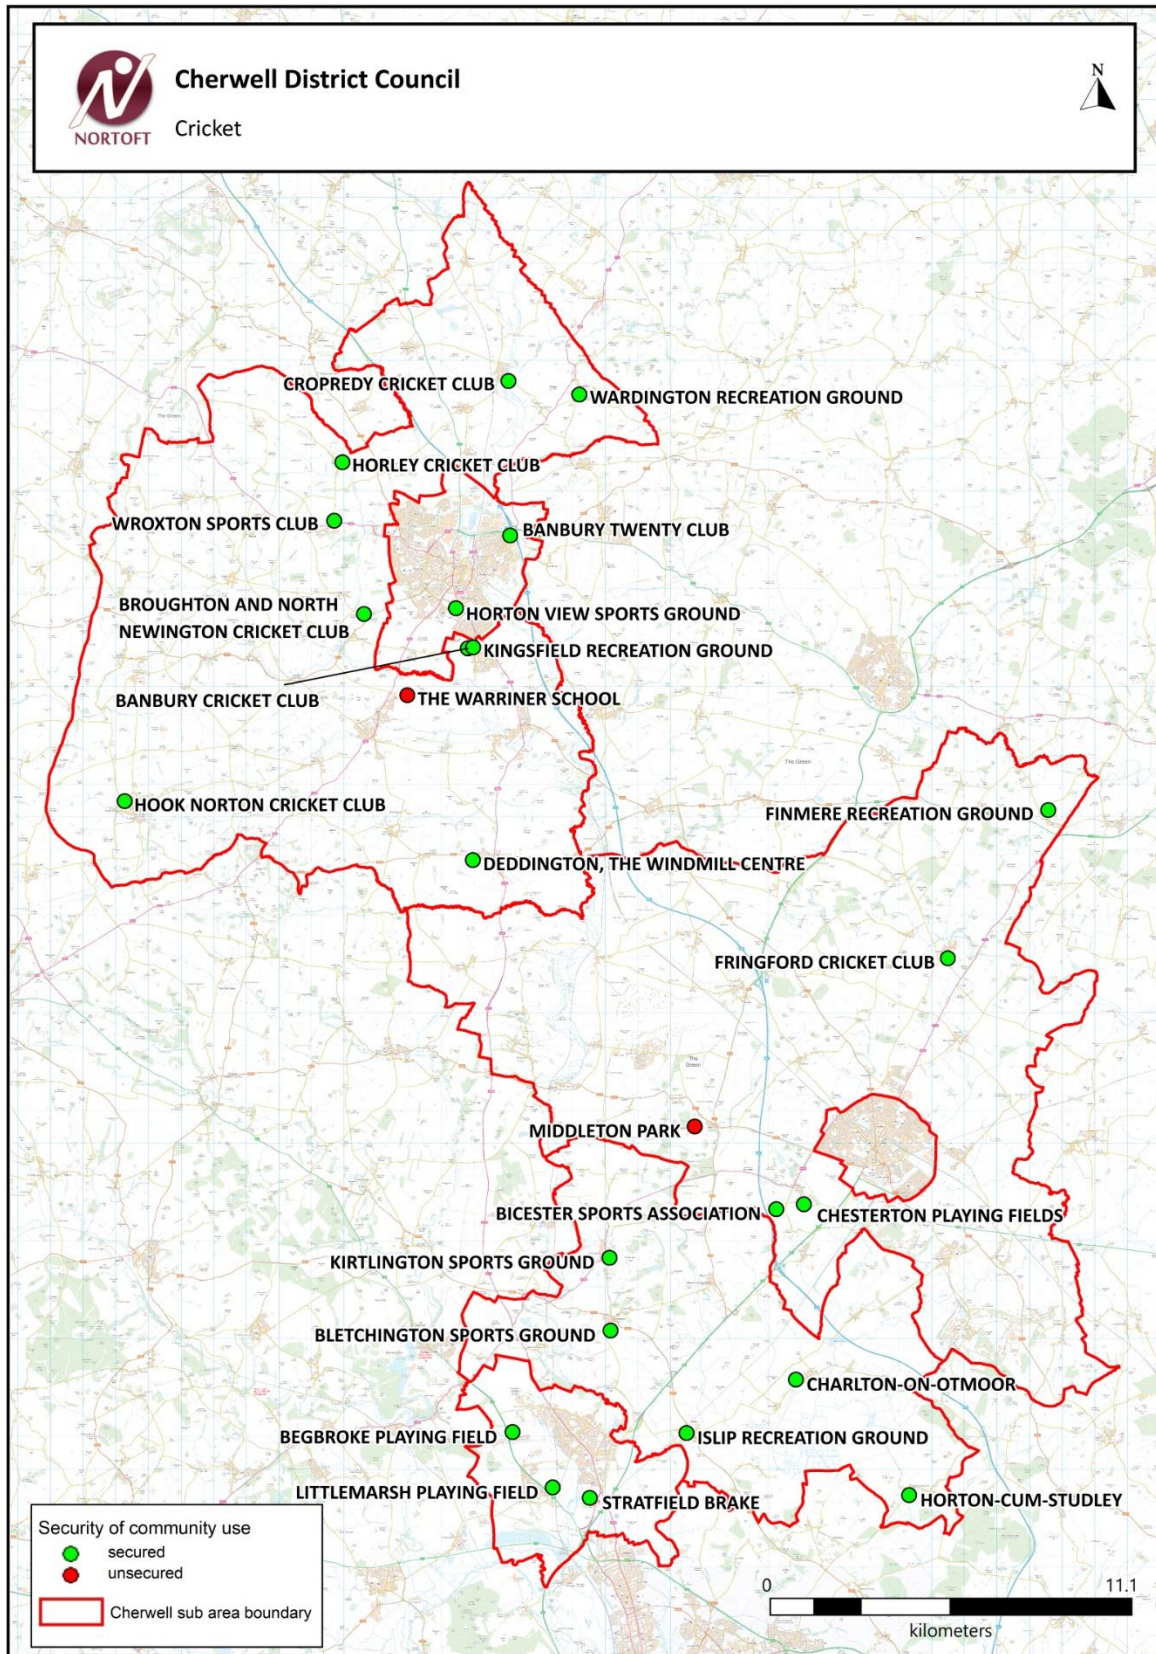 Cherwell District Council
Cricket
NORTOFT
N
CROPREDY CRICKET CLUB
WARDINGTON RECREATION GROUND
HORLEY CRICKET CLUB
WROXTON SPORTS CLUB
BANBURY TWENTY CLUB
BROUGHTON AND NORTH
NEWINGTON CRICKET CLUB
HORTON VIEW SPORTS GROUND
KINGSFIELD RECREATION GROUND
BANBURY CRICKET CLUB
THE WARRINER SCHOOL
HOOK NORTON CRICKET CLUB
FINMERE RECREATION GROUND
DEDDINGTON, THE WINDMILL CENTRE
FRINGFORD CRICKET CLUB
MIDDLETON PARK
BICESTER SPORTS ASSOCIATION
CHESTERTON PLAYING FIELDS
KIRTLINGTON SPORTS GROUND
BLETCHINGTON SPORTS GROUND
CHARLTON-ON-OTMOOR
BEGBROKE PLAYING FIELD
ISLIP RECREATION GROUND
LITTLEMARSH PLAYING FIELD
STRATFIELD BRAKE
HORTON-CUM-STUDLEY
Security of community use
secured
unsecured
Cherwell sub area boundary
0 11.1
kilometers